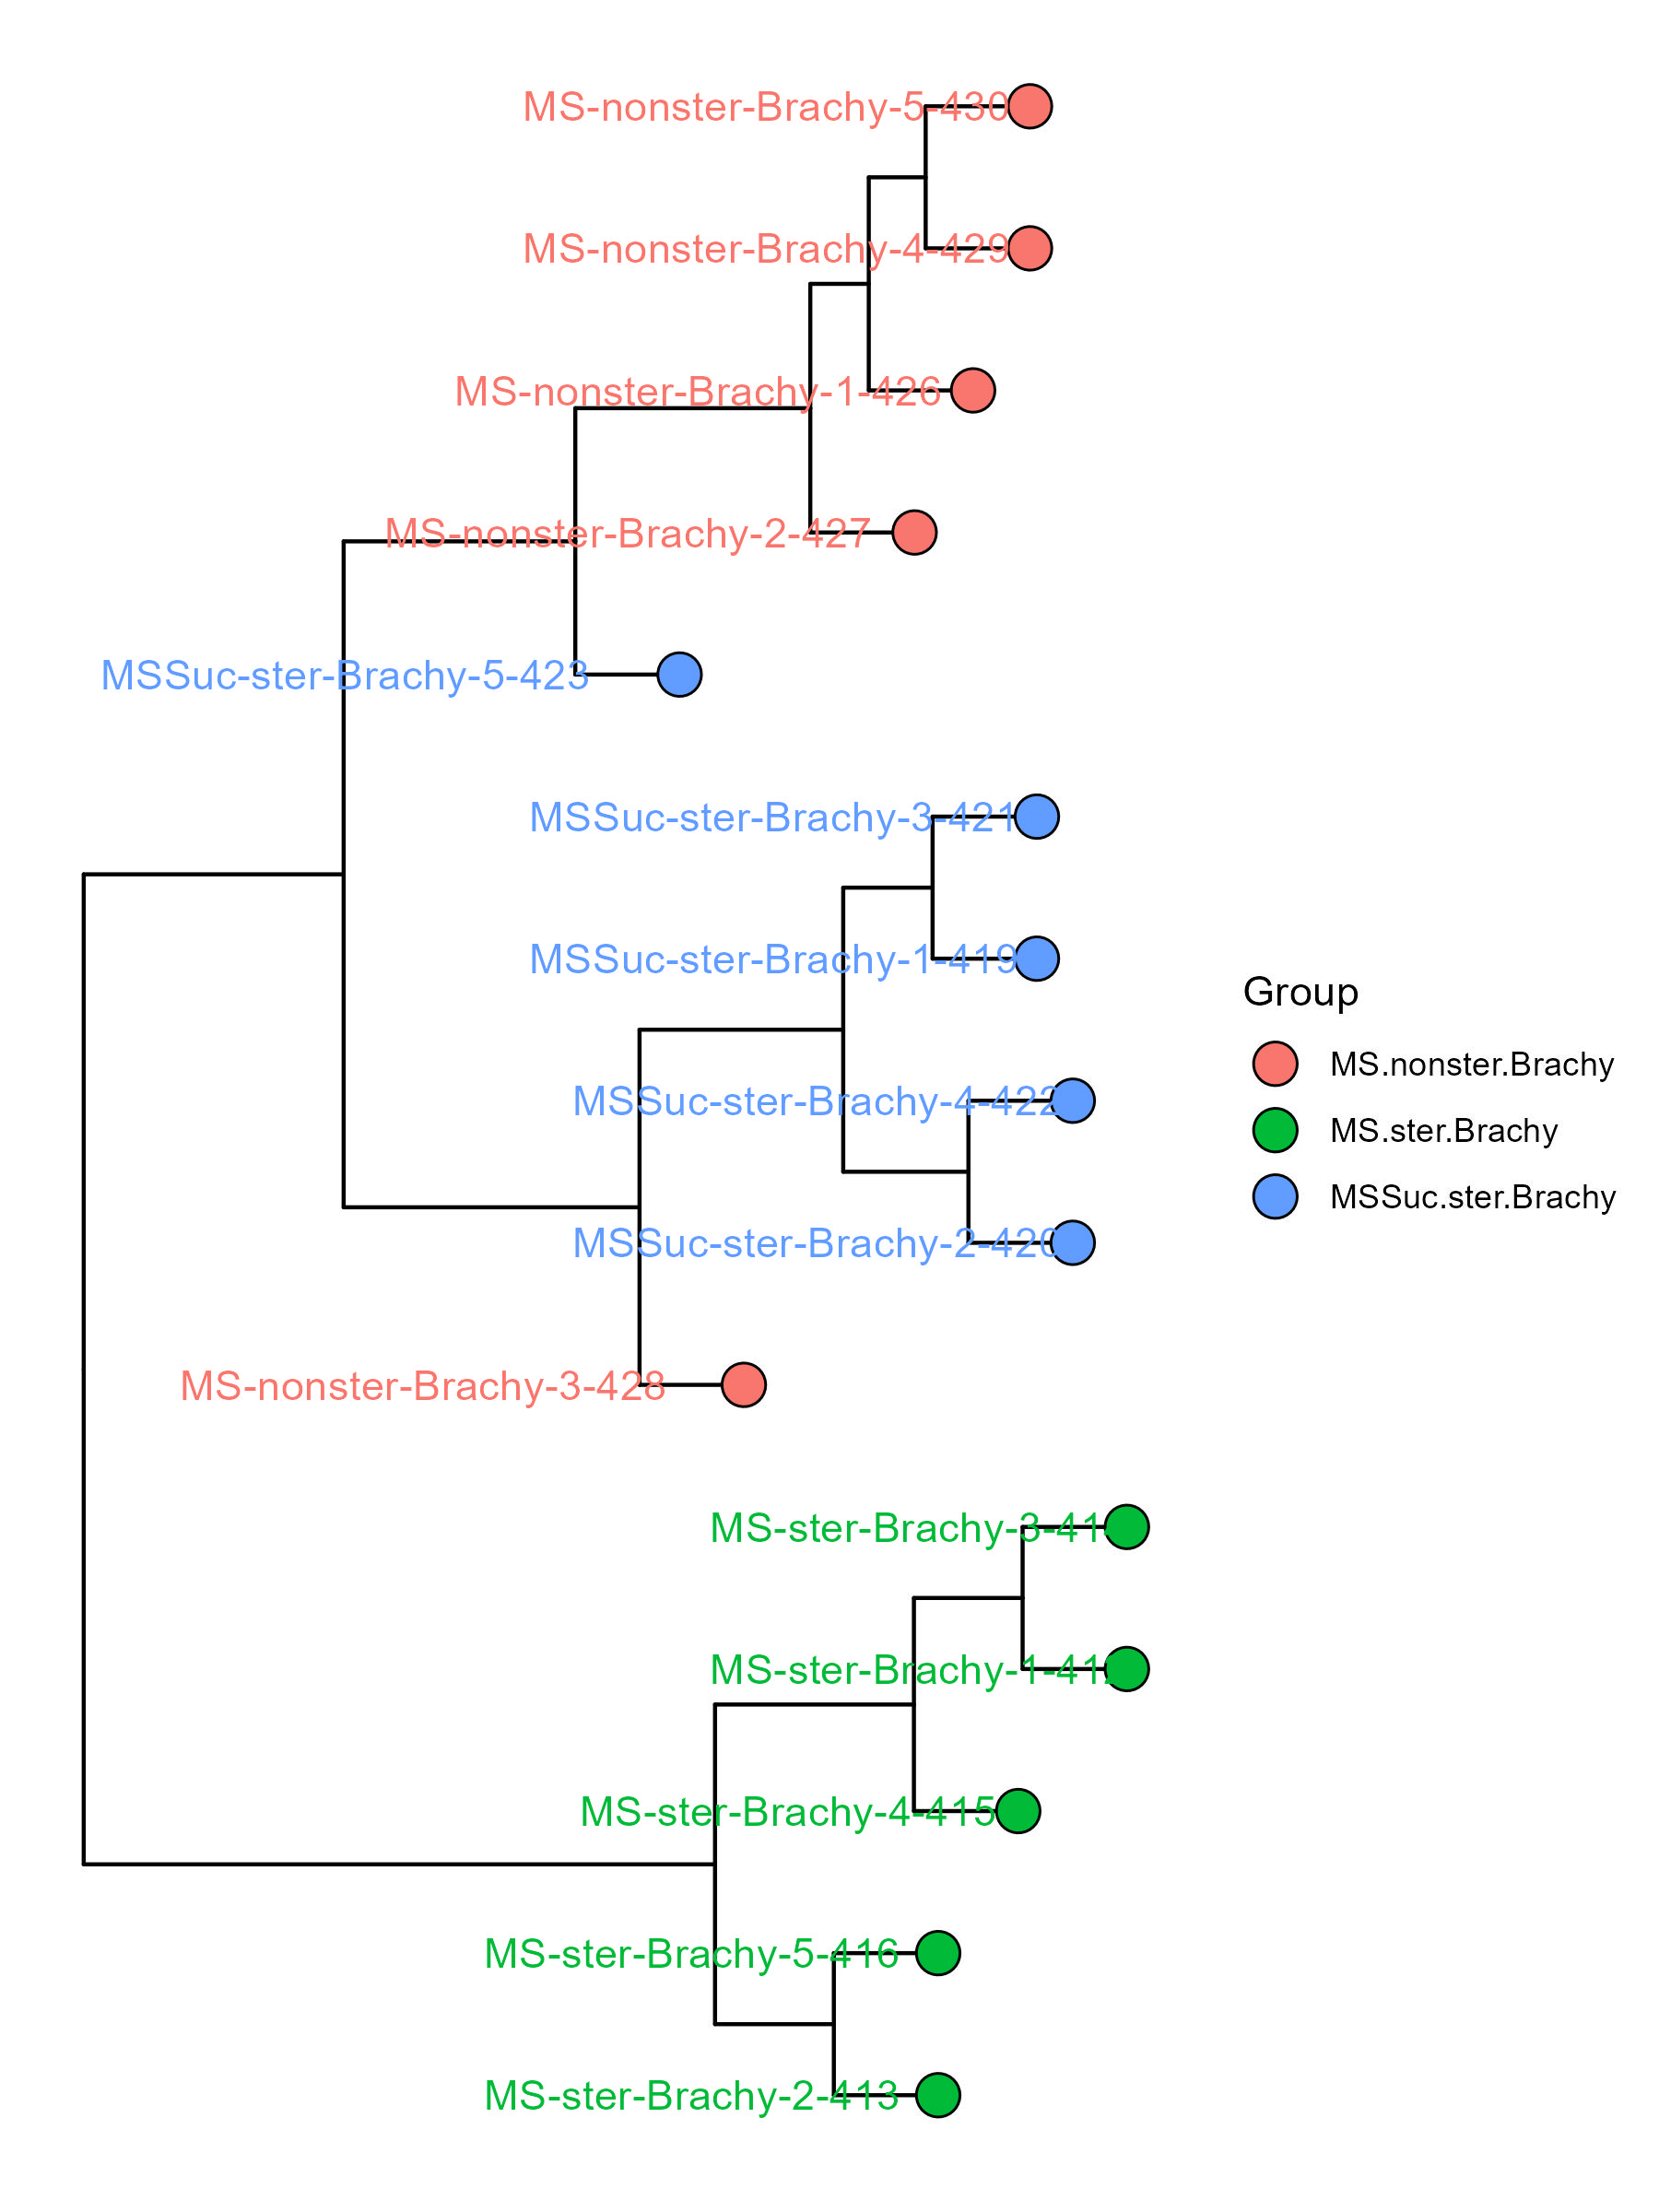 MS-nonster-Brachy-5-430
MS-nonster-Brachy-4-429
MS-nonster-Brachy-1-426
MS-nonster-Brachy-2-427
MSSuc-ster-Brachy-5-423
MSSuc-ster-Brachy-3-421
MSSuc-ster-Brachy-1-419
MSSuc-ster-Brachy-4-422
MSSuc-ster-Brachy-2-420
MS-nonster-Brachy-3-428
MS-ster-Brachy-3-41
MS-ster-Brachy-1-41
MS-ster-Brachy-4-415
MS-ster-Brachy-5-416
MS-ster-Brachy-2-413
Group
MS.nonster.Brachy
MS.ster.Brachy
MSSuc.ster.Brachy